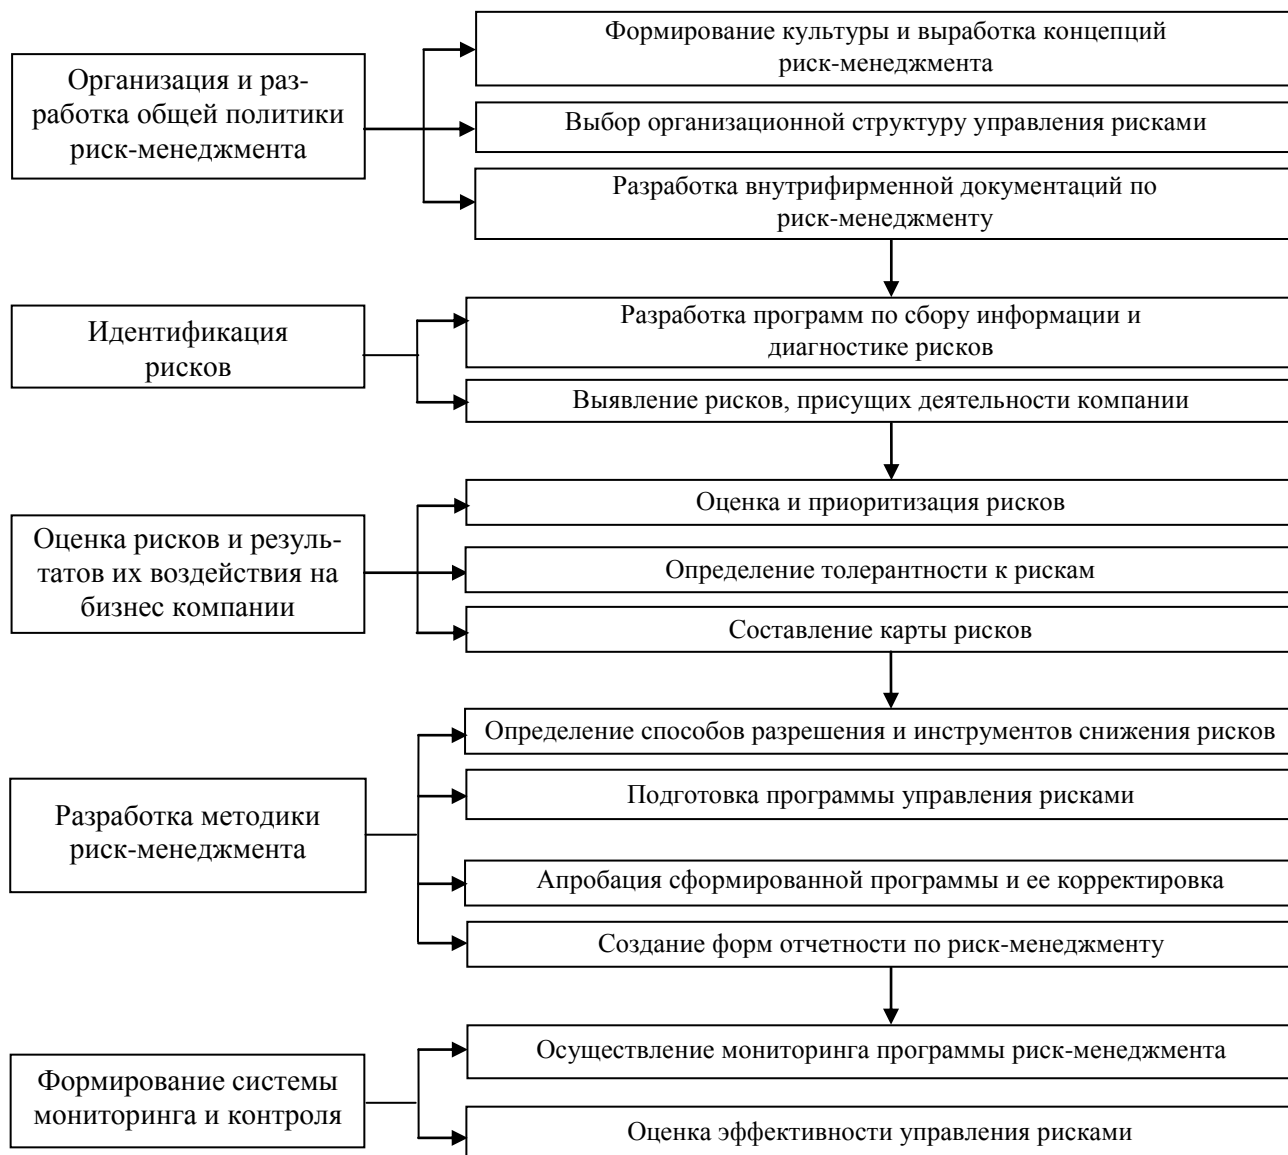 Организация и раз-
работка общей политики
риск-менеджмента
Формирование культуры и выработка концепций
риск-менеджмента
Выбор организационной структуру управления рисками
Разработка внутрифирменной документаций по
риск-менеджменту
Идентификация
рисков
Разработка программ по сбору информации и
диагностике рисков
Выявление рисков, присущих деятельности компании
Оценка рисков и резуль-
татов их воздействия на
бизнес компании
Оценка и приоритизация рисков
Определение толерантности к рискам
Составление карты рисков
Разработка методики
риск-менеджмента
Определение способов разрешения и инструментов снижения рисков
Подготовка программы управления рисками
Апробация сформированной программы и ее корректировка
Создание форм отчетности по риск-менеджменту
Формирование системы
мониторинга и контроля
Осуществление мониторинга программы риск-менеджмента
Оценка эффективности управления рисками